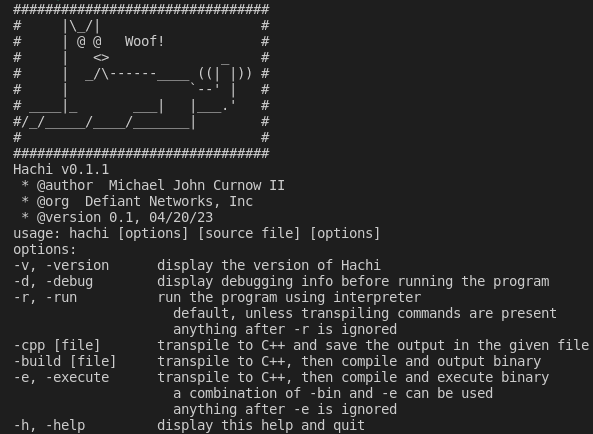 ################################
#     |\_/|                    #
#     | @ @   Woof!            #
#     |   <>              _    #
#     |  _/\------____ ((| |)) #
#     |               `--' |   #
# ____|_       ___|   |___.'   #
#/_/_____/____/_______|        #
#                              #
################################
Hachi v0.1.1
 * @author  Michael John Curnow II
 * @org  Defiant Networks, Inc
 * @version 0.1, 04/20/23
usage: hachi [options] [source file] [options]
options:
-v, -version      display the version of Hachi
-d, -debug        display debugging info before running the program
-r, -run          run the program using interpreter
                    default, unless transpiling commands are present
                    anything after -r is ignored
-cpp [file]       transpile to C++ and save the output in the given file
-build [file]     transpile to C++, then compile and output binary
-e, -execute      transpile to C++, then compile and execute binary
                    a combination of -bin and -e can be used
                    anything after -e is ignored
-h, -help         display this help and quit